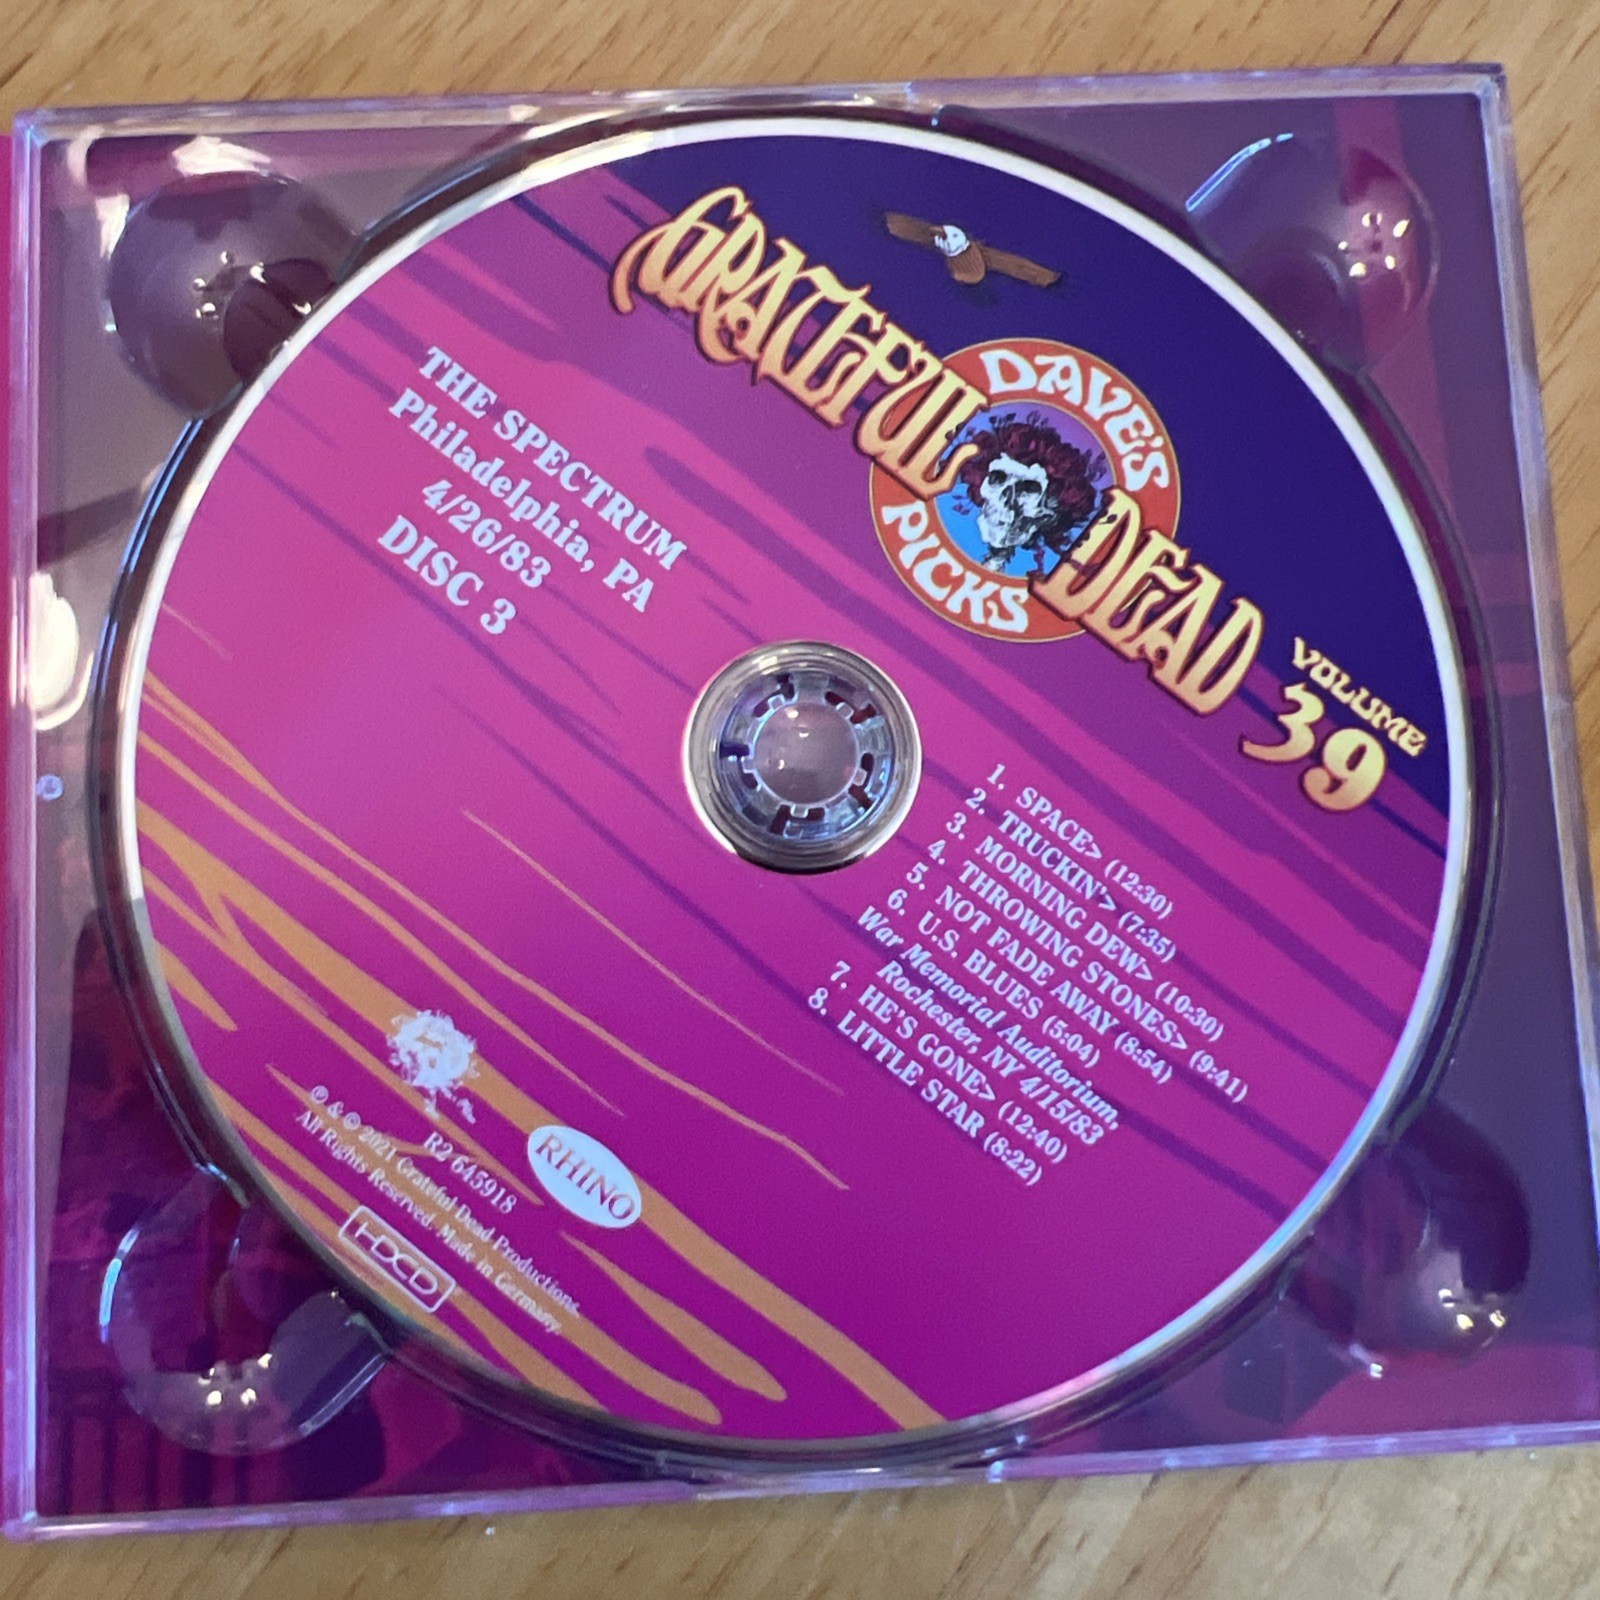 GRATEFUL DEAD
DAVE'S
PICKS
VOLUME
39
THE SPECTRUM
Philadelphia, PA
4/26/83
DISC 3
1. SPACE> (12:30)
2. TRUCKIN'> (7:35)
3. MORNING DEW> (10:30)
4. THROWING STONES> (9:41)
5. NOT FADE AWAY (8:54)
6. U.S. BLUES (5:04)
War Memorial Auditorium,
Rochester, NY 4/15/83
7. HE'S GONE> (12:40)
8. LITTLE STAR (8:22)
R2 645918
RHINO
℗ & © 2021 Grateful Dead Productions.
All Rights Reserved. Made in Germany.
HDCD